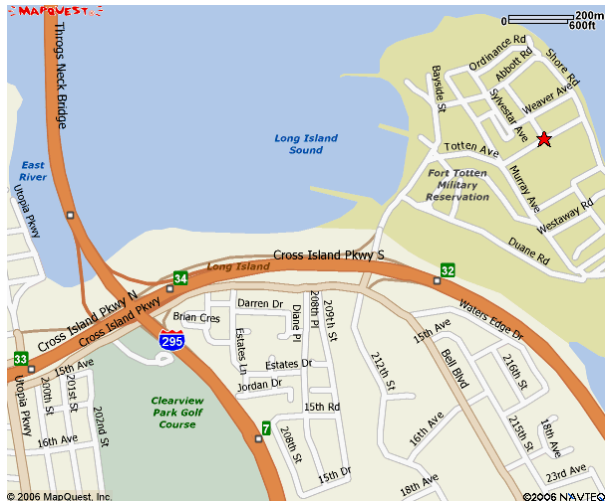 MAPQUEST
200m
600ft
Throgs Neck Bridge
Ordinance Rd
Abbott Rd
Shore Rd
Bayside St
Sylvestar Ave
Weaver Ave
Long Island
Sound
Totten Ave
East
River
Fort Totten
Military
Reservation
Murray Ave
Utopia Pkwy
Westaway Rd
Duane Rd
Cross Island Pkwy S
Long Island
34
32
Cross Island Pkwy N
Cross Island Pkwy
Darren Dr
Brian Cres
Diane Pl
208th Pl
209th St
Waters Edge Dr
15th Ave
295
33
15th Ave
Estates Ln
Estates Dr
212th St
Bell Blvd
216th St
Utopia Pkwy
200th St
201st St
202nd St
Jordan Dr
Clearview
Park Golf
Course
15th Rd
7
208th St
16th Ave
215th St
18th Ave
16th Ave
15th Dr
18th Ave
23rd Ave
© 2006 MapQuest, Inc.
©2006 NAVTEQ